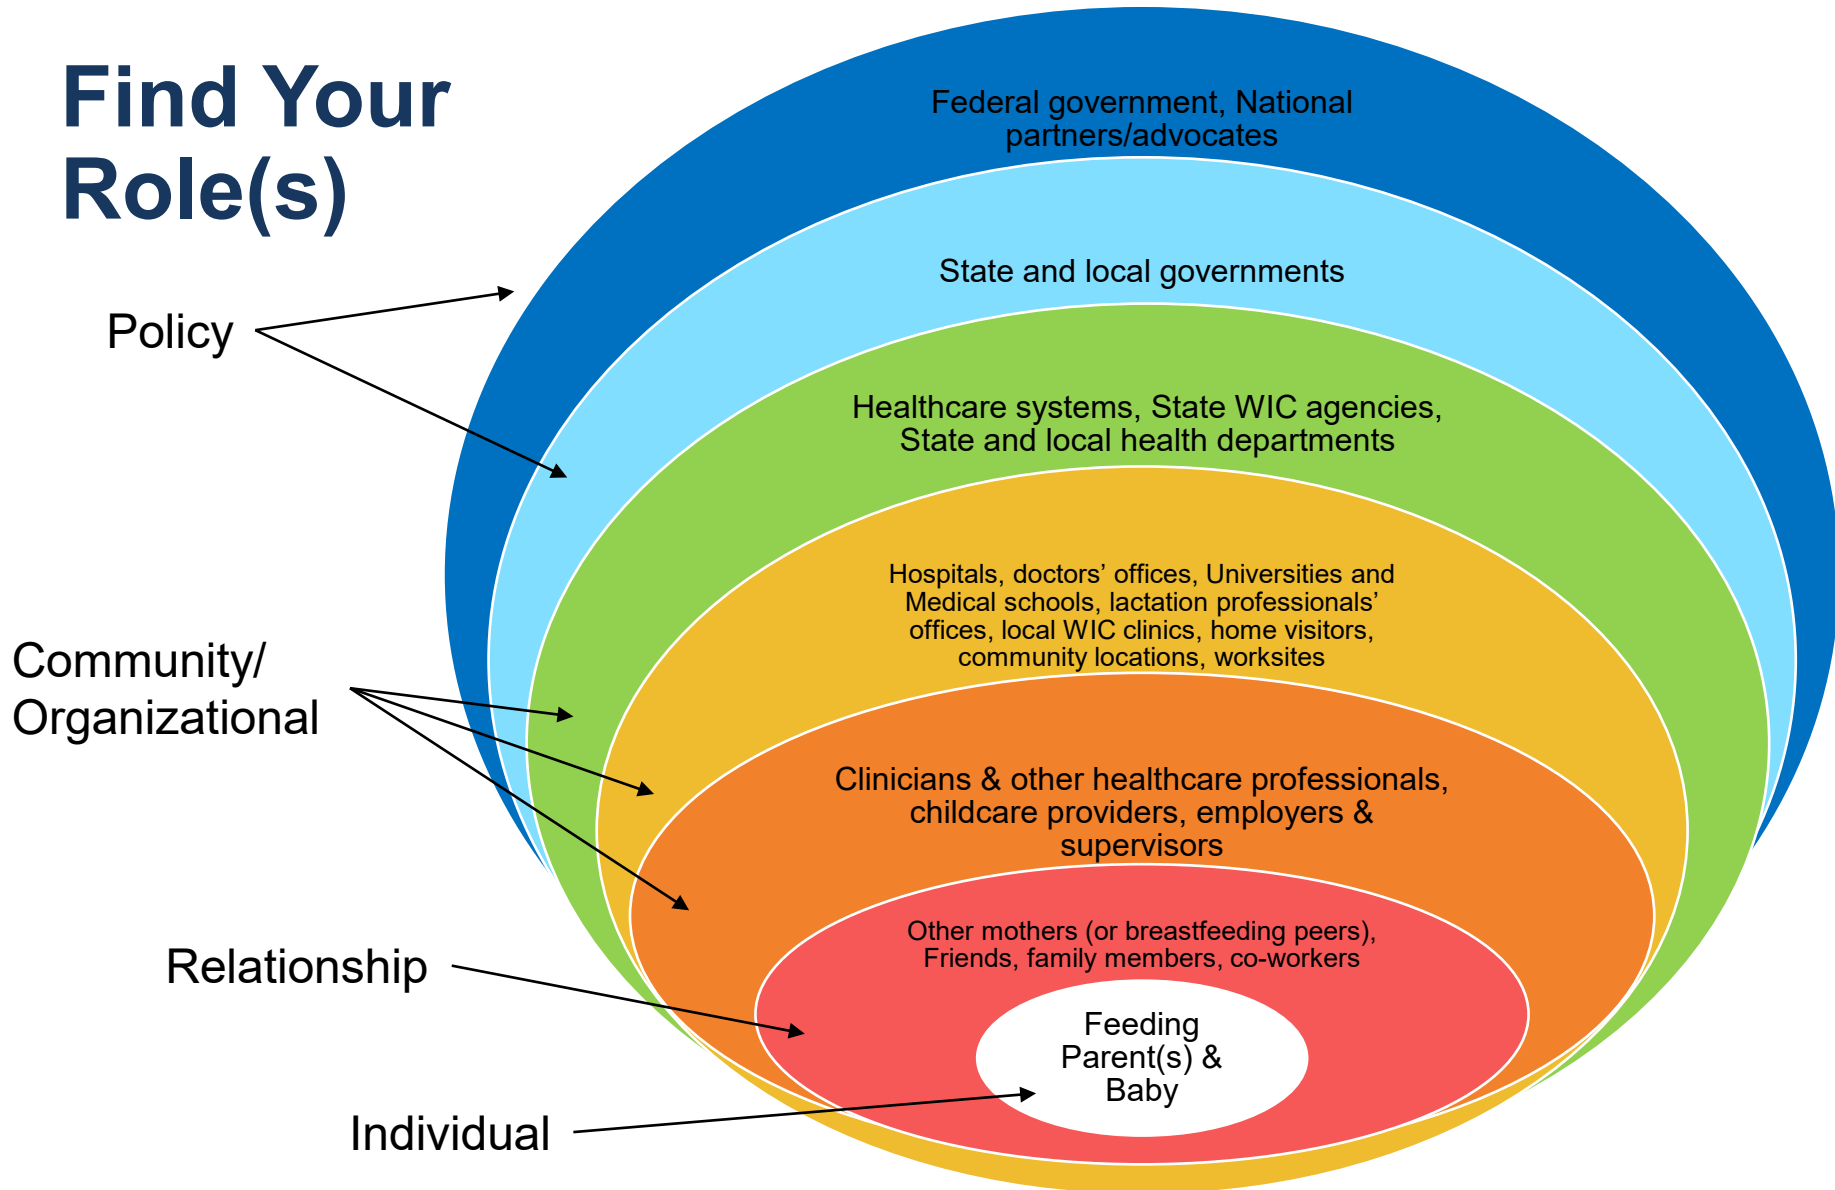 Find Your
Role(s)
Federal government, National
partners/advocates
State and local governments
Policy
Healthcare systems, State WIC agencies,
State and local health departments
Hospitals, doctors’ offices, Universities and
Medical schools, lactation professionals’
offices, local WIC clinics, home visitors,
community locations, worksites
Community/
Organizational
Clinicians & other healthcare professionals,
childcare providers, employers &
supervisors
Other mothers (or breastfeeding peers),
Friends, family members, co-workers
Relationship
Feeding
Parent(s) &
Baby
Individual